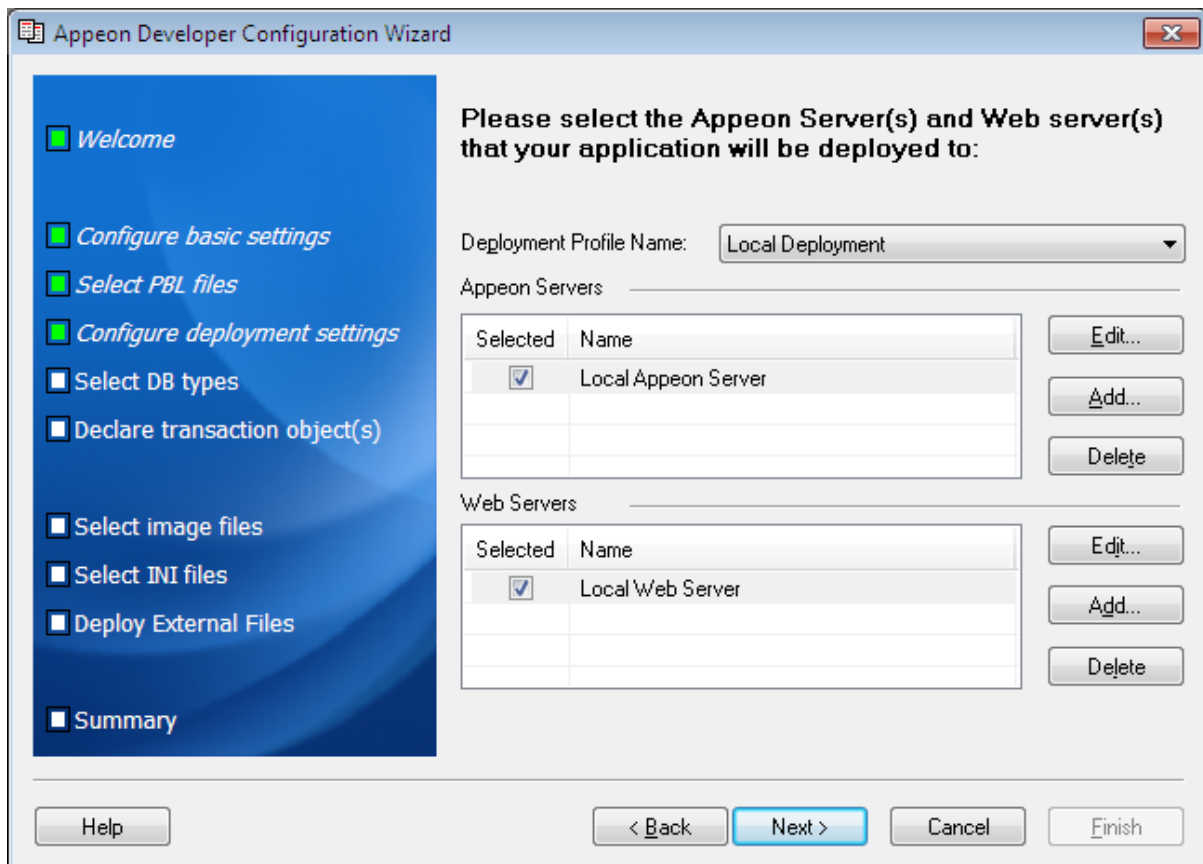 Appeon Developer Configuration Wizard
Welcome
Configure basic settings
Select PBL files
Configure deployment settings
Select DB types
Declare transaction object(s)
Select image files
Select INI files
Deploy External Files
Summary
Please select the Appeon Server(s) and Web server(s)
that your application will be deployed to:
Deployment Profile Name: Local Deployment
Appeon Servers
Selected Name
Local Appeon Server
Edit...
Add...
Delete
Web Servers
Selected Name
Local Web Server
Edit...
Add...
Delete
Help < Back Next > Cancel Finish